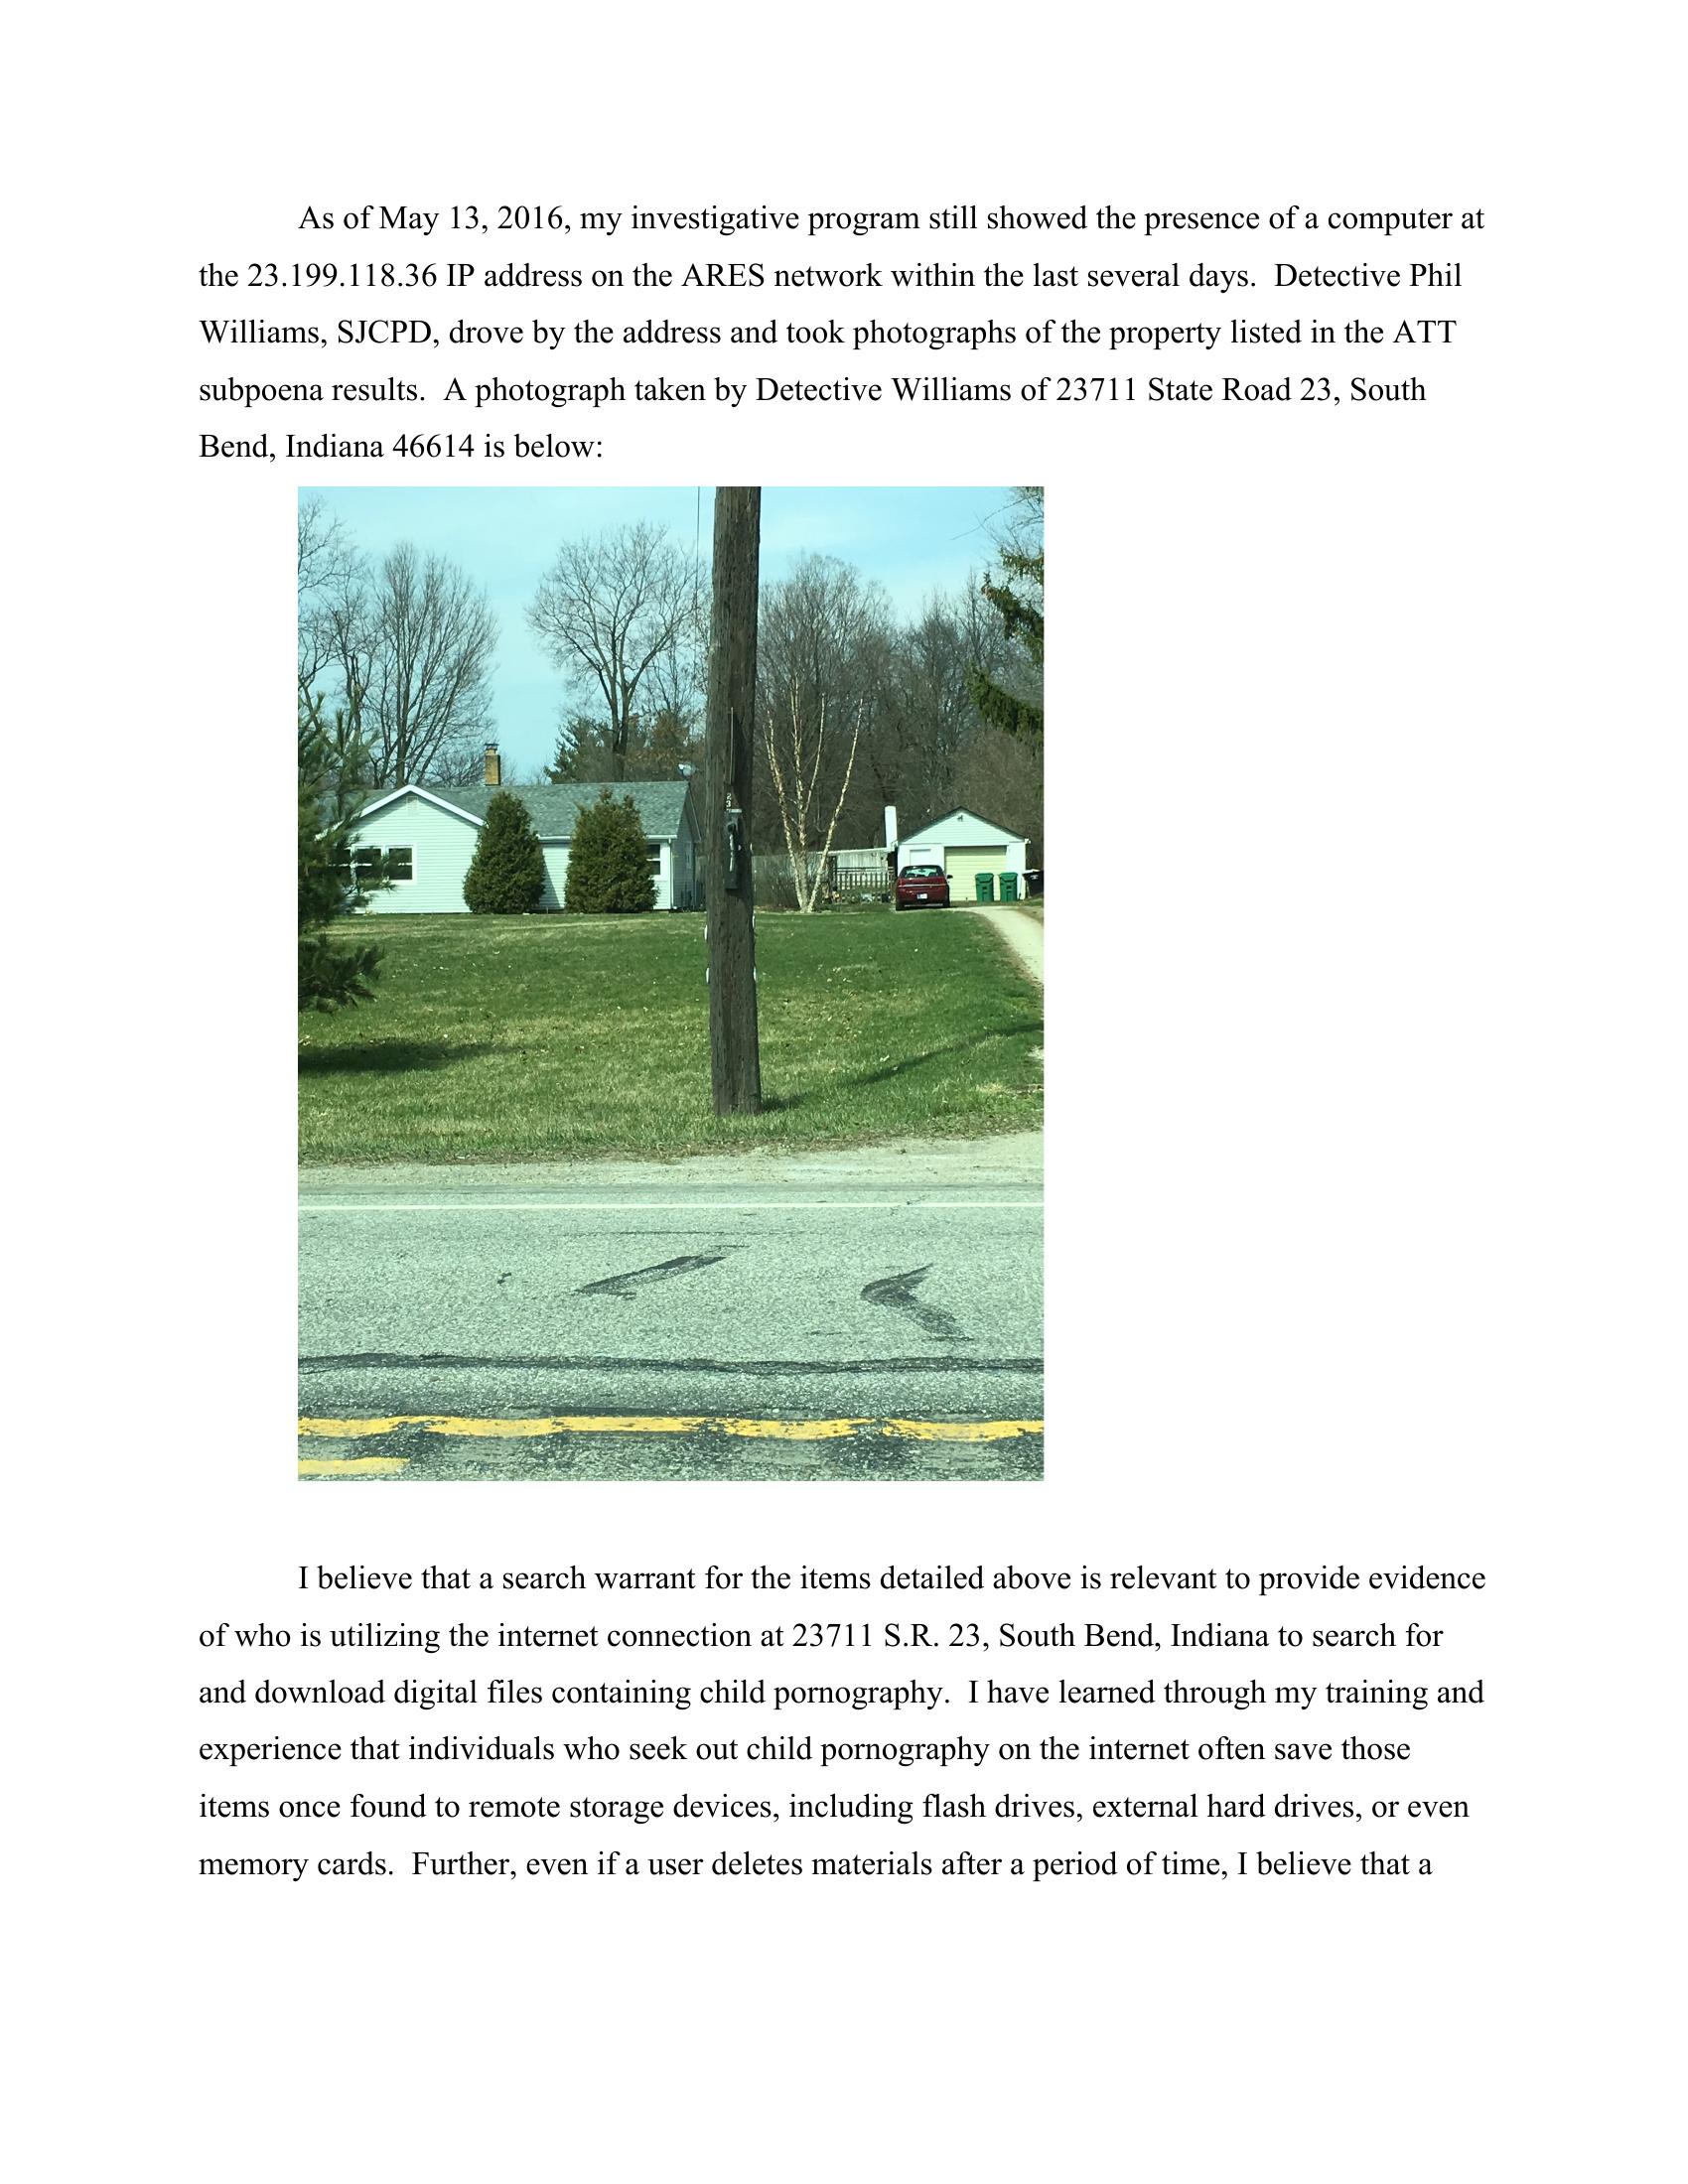 As of May 13, 2016, my investigative program still showed the presence of a computer at
the 23.199.118.36 IP address on the ARES network within the last several days.  Detective Phil
Williams, SJCPD, drove by the address and took photographs of the property listed in the ATT
subpoena results.  A photograph taken by Detective Williams of 23711 State Road 23, South
Bend, Indiana 46614 is below:
I believe that a search warrant for the items detailed above is relevant to provide evidence
of who is utilizing the internet connection at 23711 S.R. 23, South Bend, Indiana to search for
and download digital files containing child pornography.  I have learned through my training and
experience that individuals who seek out child pornography on the internet often save those
items once found to remote storage devices, including flash drives, external hard drives, or even
memory cards.  Further, even if a user deletes materials after a period of time, I believe that a